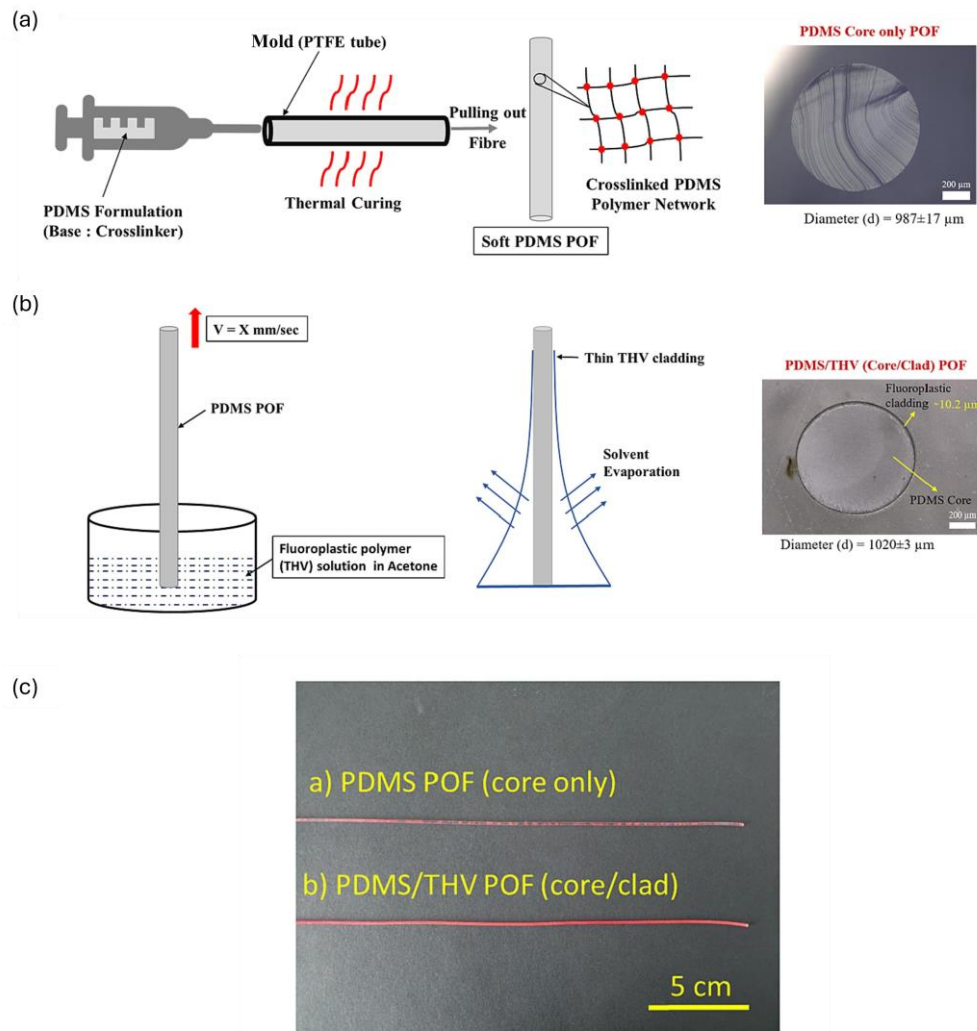 (a)
Mold (PTFE tube)
PDMS Formulation
(Base : Crosslinker)
Thermal Curing
Pulling out
Fibre
Soft PDMS POF
Crosslinked PDMS
Polymer Network
PDMS Core only POF
200 µm
Diameter (d) = 987±17 µm
(b)
V = X mm/sec
PDMS POF
Fluoroplastic polymer
(THV) solution in Acetone
Thin THV cladding
Solvent
Evaporation
PDMS/THV (Core/Clad) POF
Fluoroplastic
cladding ~10.2 µm
PDMS Core
200 µm
Diameter (d) = 1020±3 µm
(c)
a) PDMS POF (core only)
b) PDMS/THV POF (core/clad)
5 cm